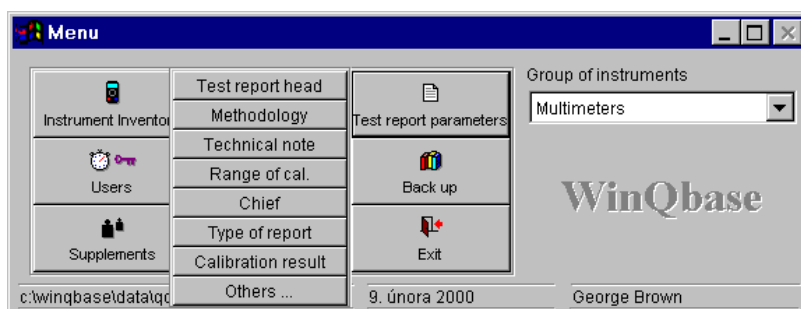 Menu
Instrument Inventor
Users
Supplements
Test report head
Methodology
Technical note
Range of cal.
Chief
Type of report
Calibration result
Others ...
Test report parameters
Back up
Exit
Group of instruments
Multimeters
WinQbase
c:\winqbase\data\qc
9. února 2000
George Brown